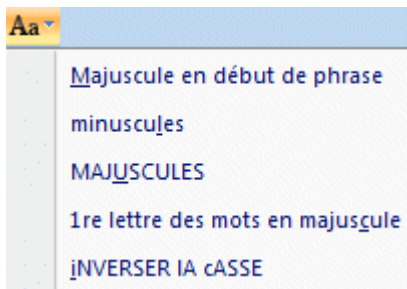 Aa
Majuscule en début de phrase
minuscules
MAJUSCULES
1re lettre des mots en majuscule
iNVERSER lA cASSE